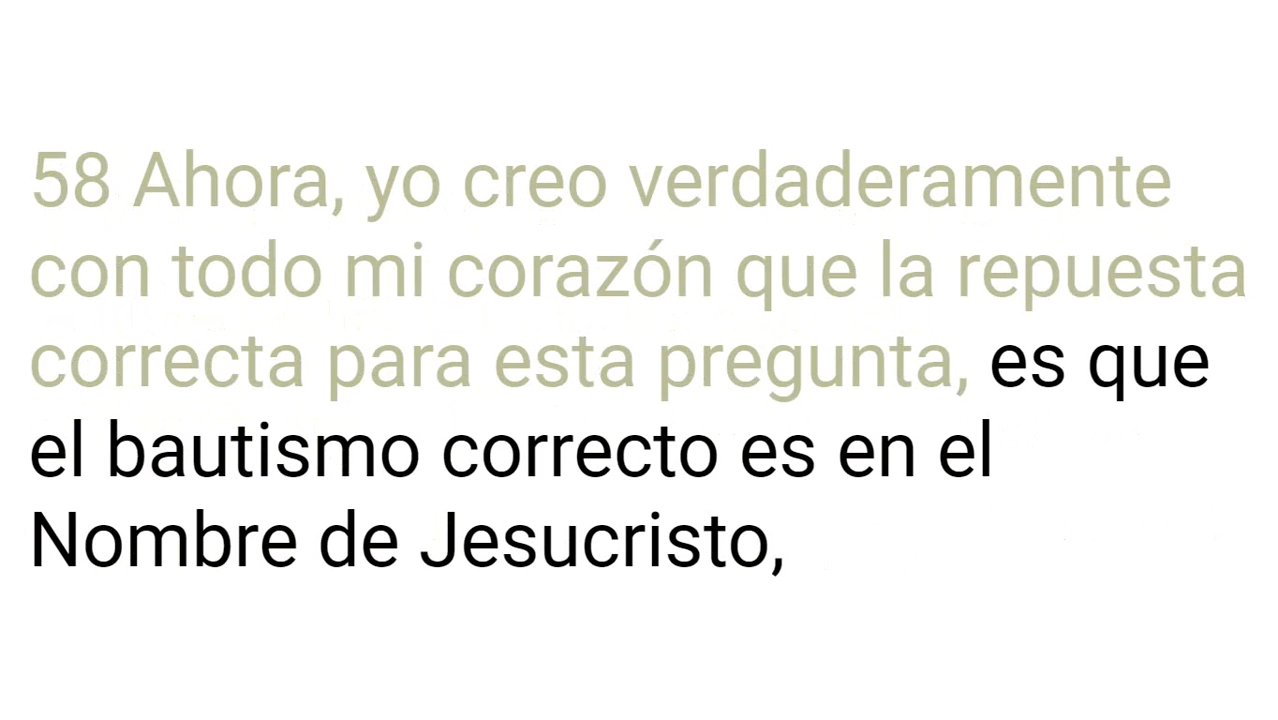 58 Ahora, yo creo verdaderamente
con todo mi corazón que la repuesta
correcta para esta pregunta, es que
el bautismo correcto es en el
Nombre de Jesucristo,